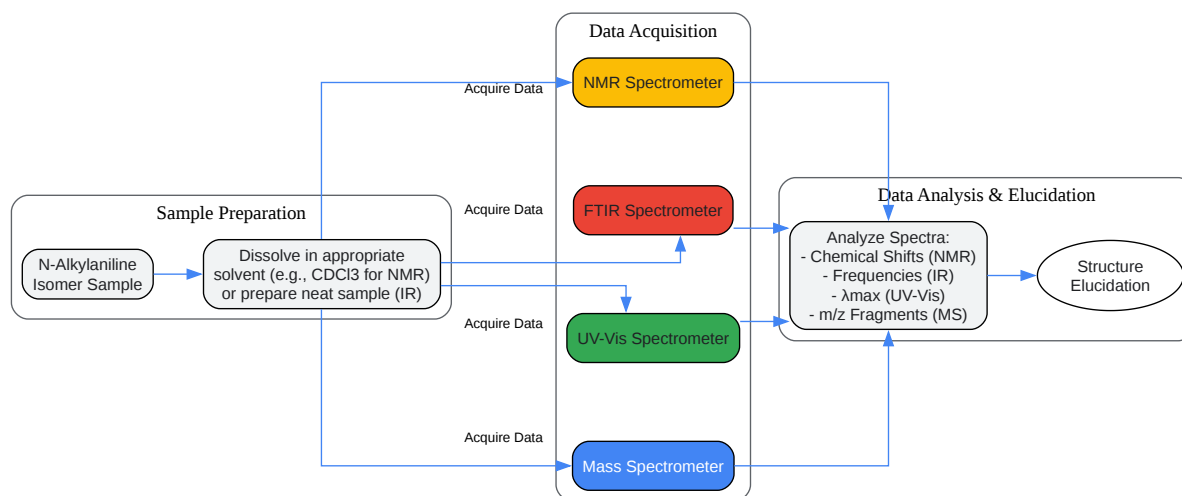 Sample Preparation
N-Alkylaniline
Isomer Sample
Dissolve in appropriate
solvent (e.g., CDCl3 for NMR)
or prepare neat sample (IR)
Acquire Data
Acquire Data
Acquire Data
Acquire Data
Data Acquisition
NMR Spectrometer
FTIR Spectrometer
UV-Vis Spectrometer
Mass Spectrometer
Data Analysis & Elucidation
Analyze Spectra:
- Chemical Shifts (NMR)
- Frequencies (IR)
- λmax (UV-Vis)
- m/z Fragments (MS)
Structure
Elucidation